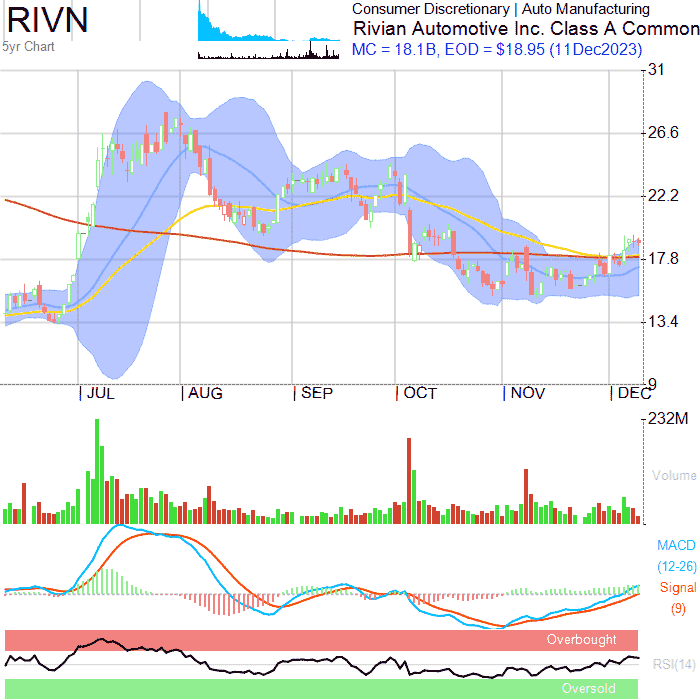 RIVN
5yr Chart
Consumer Discretionary | Auto Manufacturing
Rivian Automotive Inc. Class A Common
MC = 18.1B, EOD = $18.95 (11Dec2023)
31
26.6
22.2
17.8
13.4
9
JUL AUG SEP OCT NOV DEC
232M
Volume
MACD
(12-26)
Signal
(9)
Overbought
RSI(14)
Oversold